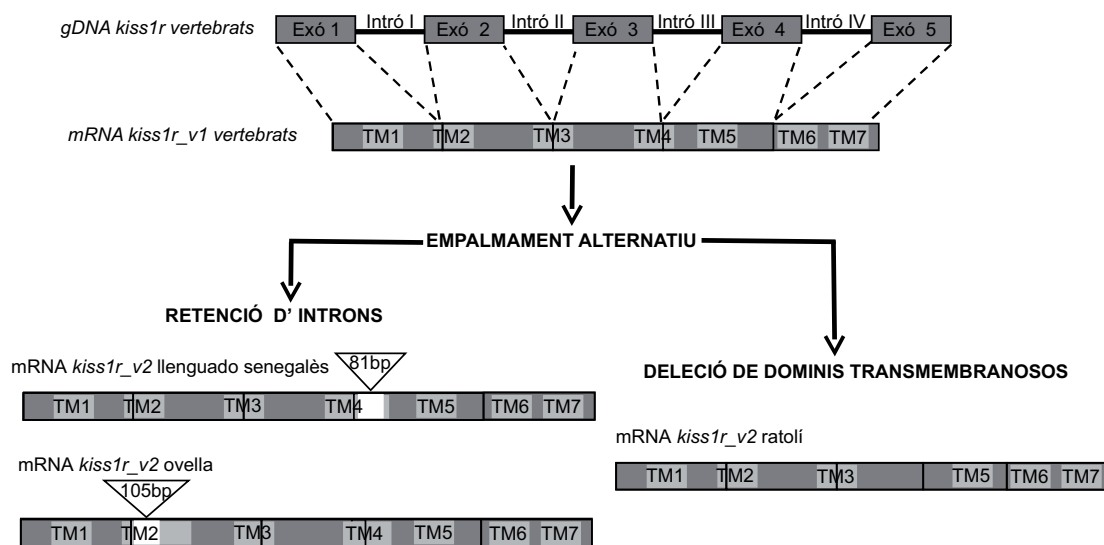 gDNA kiss1r vertebrats
Exó 1 Intró I Exó 2 Intró II Exó 3 Intró III Exó 4 Intró IV Exó 5
mRNA kiss1r_v1 vertebrats
TM1 TM2 TM3 TM4 TM5 TM6 TM7
EMPALMAMENT ALTERNATIU
RETENCIÓ D' INTRONS
mRNA kiss1r_v2 llenguado senegalès
81bp
TM1 TM2 TM3 TM4 TM5 TM6 TM7
mRNA kiss1r_v2 ovella
105bp
TM1 TM2 TM3 TM4 TM5 TM6 TM7
DELECIÓ DE DOMINIS TRANSMEMBRANOSOS
mRNA kiss1r_v2 ratolí
TM1 TM2 TM3 TM5 TM6 TM7